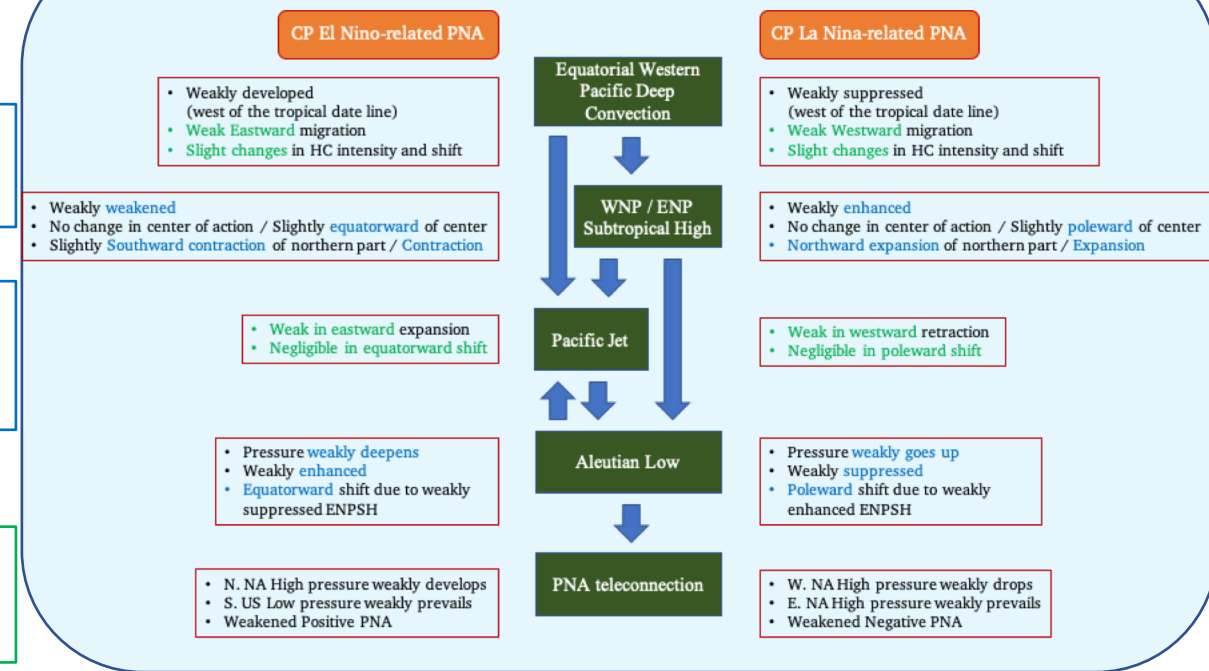 CP El Nino-related PNA
CP La Nina-related PNA
Equatorial Western
Pacific Deep
Convection
• Weakly developed
(west of the tropical date line)
• Weak Eastward migration
• Slight changes in HC intensity and shift
• Weakly suppressed
(west of the tropical date line)
• Weak Westward migration
• Slight changes in HC intensity and shift
WNP / ENP
Subtropical High
• Weakly weakened
• No change in center of action / Slightly equatorward of center
• Slightly Southward contraction of northern part / Contraction
• Weakly enhanced
• No change in center of action / Slightly poleward of center
• Northward expansion of northern part / Expansion
• Weak in eastward expansion
• Negligible in equatorward shift
Pacific Jet
• Weak in westward retraction
• Negligible in poleward shift
• Pressure weakly deepens
• Weakly enhanced
• Equatorward shift due to weakly
suppressed ENPSH
Aleutian Low
• Pressure weakly goes up
• Weakly suppressed
• Poleward shift due to weakly
enhanced ENPSH
• N. NA High pressure weakly develops
• S. US Low pressure weakly prevails
• Weakened Positive PNA
PNA teleconnection
• W. NA High pressure weakly drops
• E. NA High pressure weakly prevails
• Weakened Negative PNA